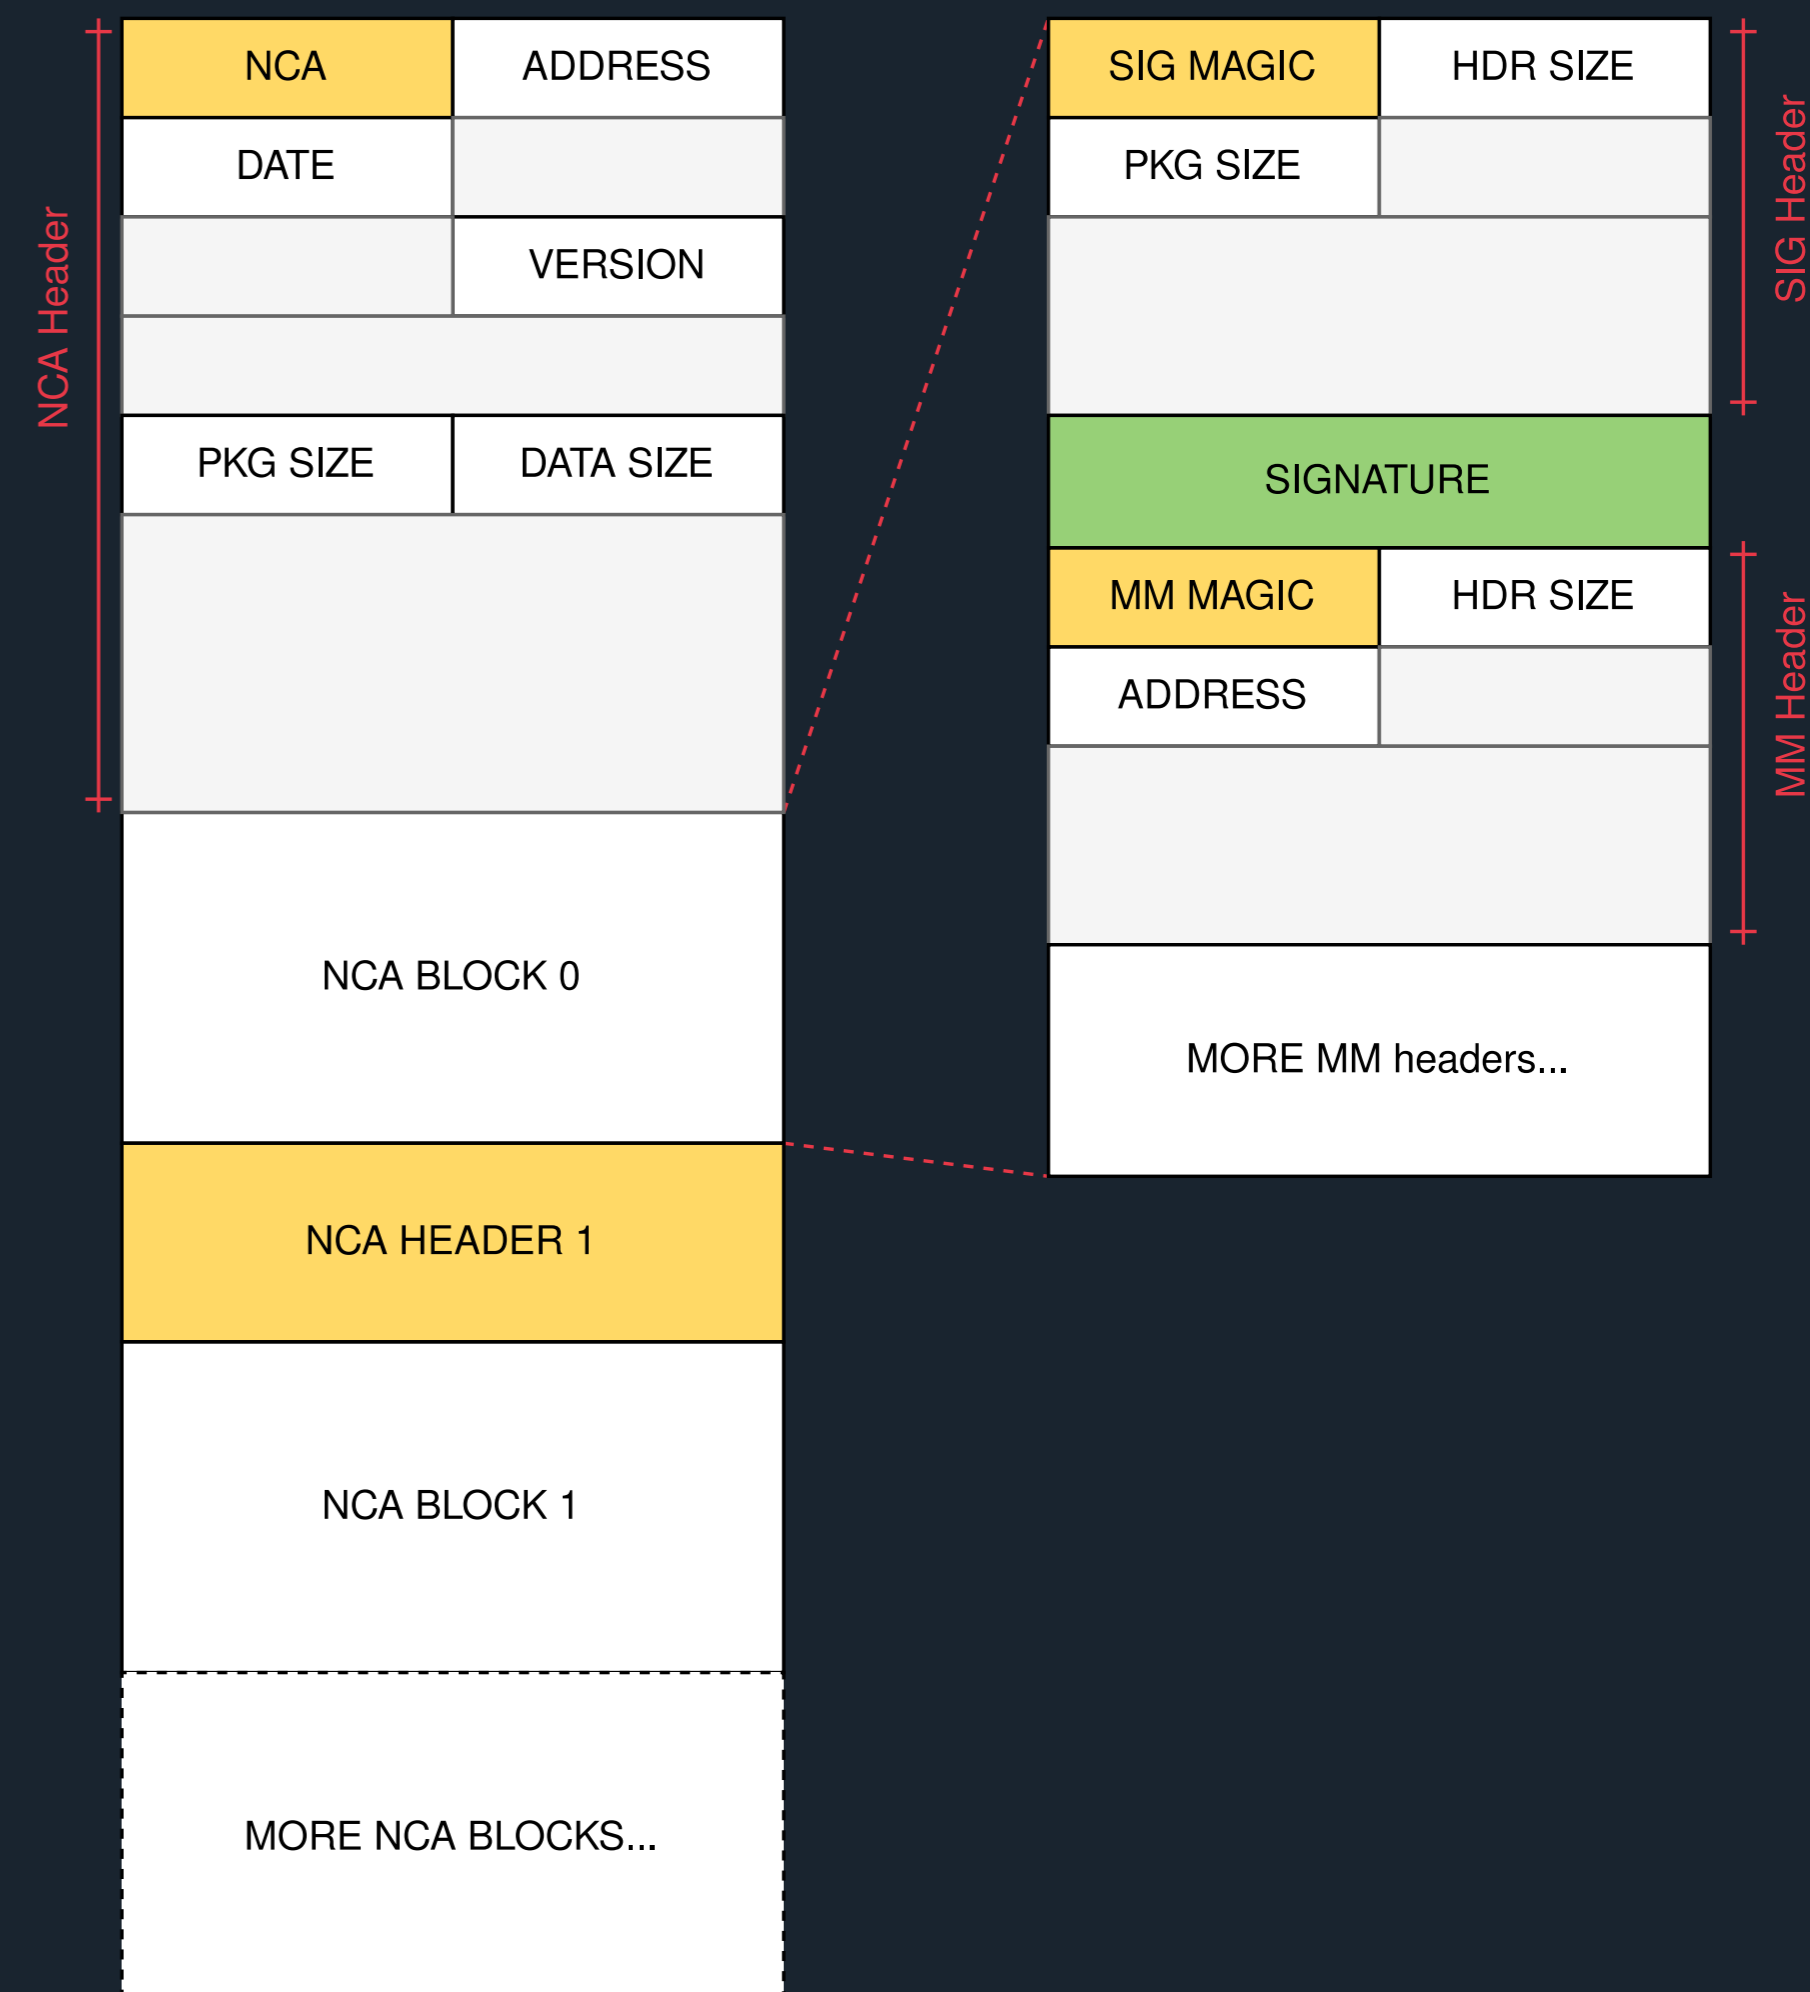 NCA Header
NCA
ADDRESS
DATE
VERSION
PKG SIZE
DATA SIZE
NCA BLOCK 0
NCA HEADER 1
NCA BLOCK 1
MORE NCA BLOCKS...
SIG MAGIC
HDR SIZE
PKG SIZE
SIG Header
SIGNATURE
MM MAGIC
HDR SIZE
ADDRESS
MM Header
MORE MM headers...